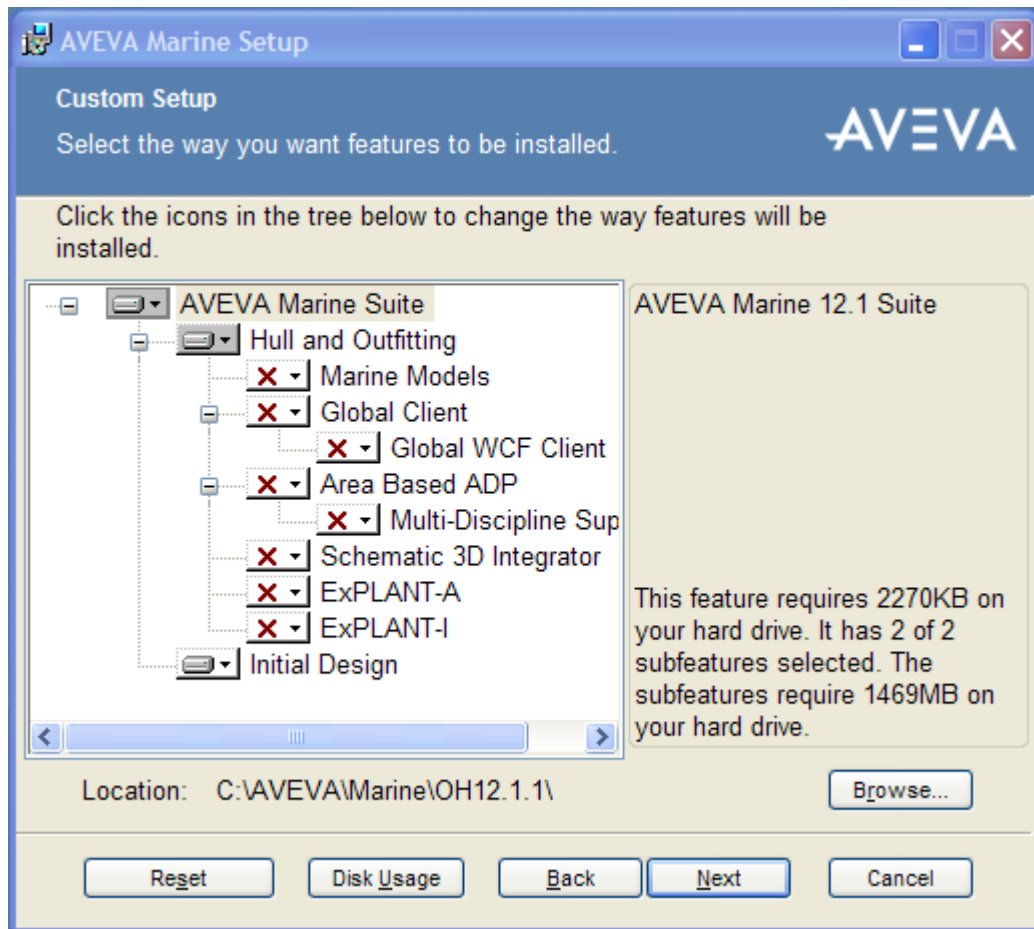 AVEVA Marine Setup
Custom Setup
Select the way you want features to be installed.
AVEVA
Click the icons in the tree below to change the way features will be
installed.
AVEVA Marine Suite
Hull and Outfitting
Marine Models
Global Client
Global WCF Client
Area Based ADP
Multi-Discipline Sup
Schematic 3D Integrator
ExPLANT-A
ExPLANT-I
Initial Design
AVEVA Marine 12.1 Suite
This feature requires 2270KB on
your hard drive. It has 2 of 2
subfeatures selected. The
subfeatures require 1469MB on
your hard drive.
Location: C:\AVEVA\Marine\OH12.1.1\
Browse...
Reset
Disk Usage
Back
Next
Cancel